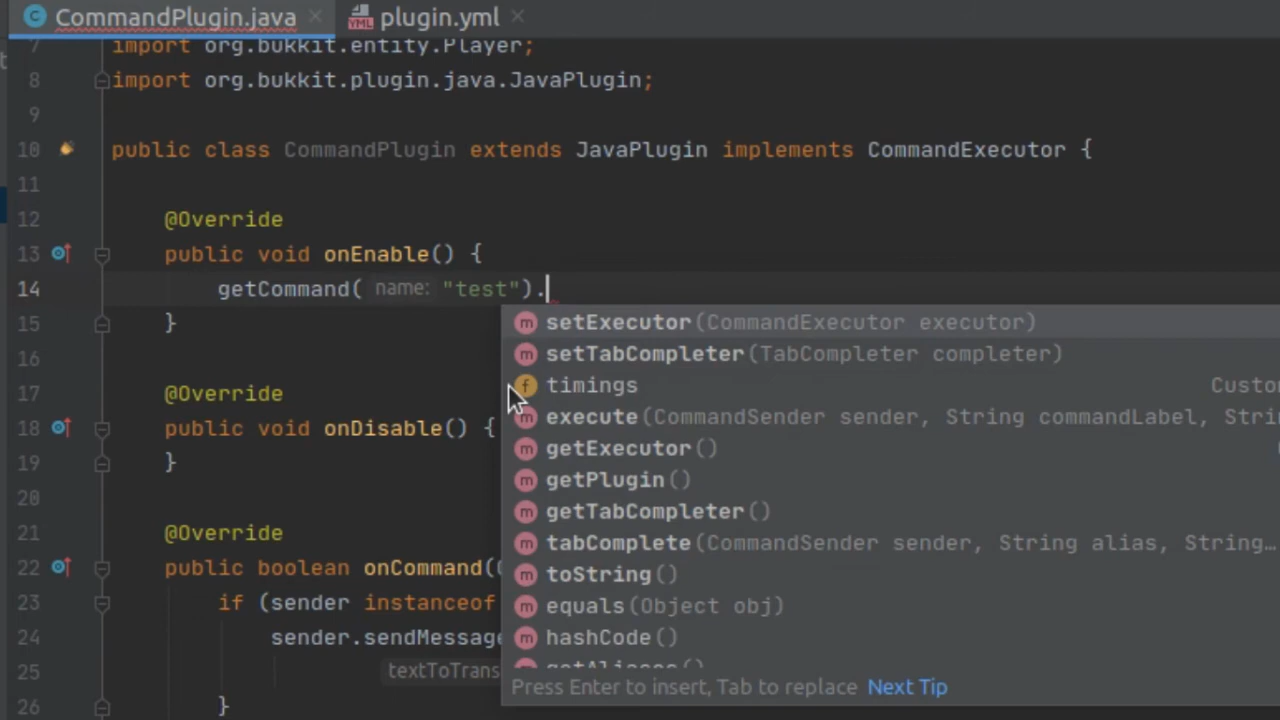 CommandPlugin.java
plugin.yml
7 import org.bukkit.entity.Player;
8 import org.bukkit.plugin.java.JavaPlugin;
9
10 public class CommandPlugin extends JavaPlugin implements CommandExecutor {
11
12 @Override
13 public void onEnable() {
14 getCommand( name: "test").
15 }
16
17 @Override
18 public void onDisable() {
19 }
20
21 @Override
22 public boolean onCommand(
23 if (sender instanceof
24 sender.sendMessage
25 textToTrans
26 }
m setExecutor(CommandExecutor executor)
m setTabCompleter(TabCompleter completer)
f timings Custo
m execute(CommandSender sender, String commandLabel, Stri
m getExecutor()
m getPlugin()
m getTabCompleter()
m tabComplete(CommandSender sender, String alias, String…
m toString()
m equals(Object obj)
m hashCode()
m getAliases()
Press Enter to insert, Tab to replace Next Tip